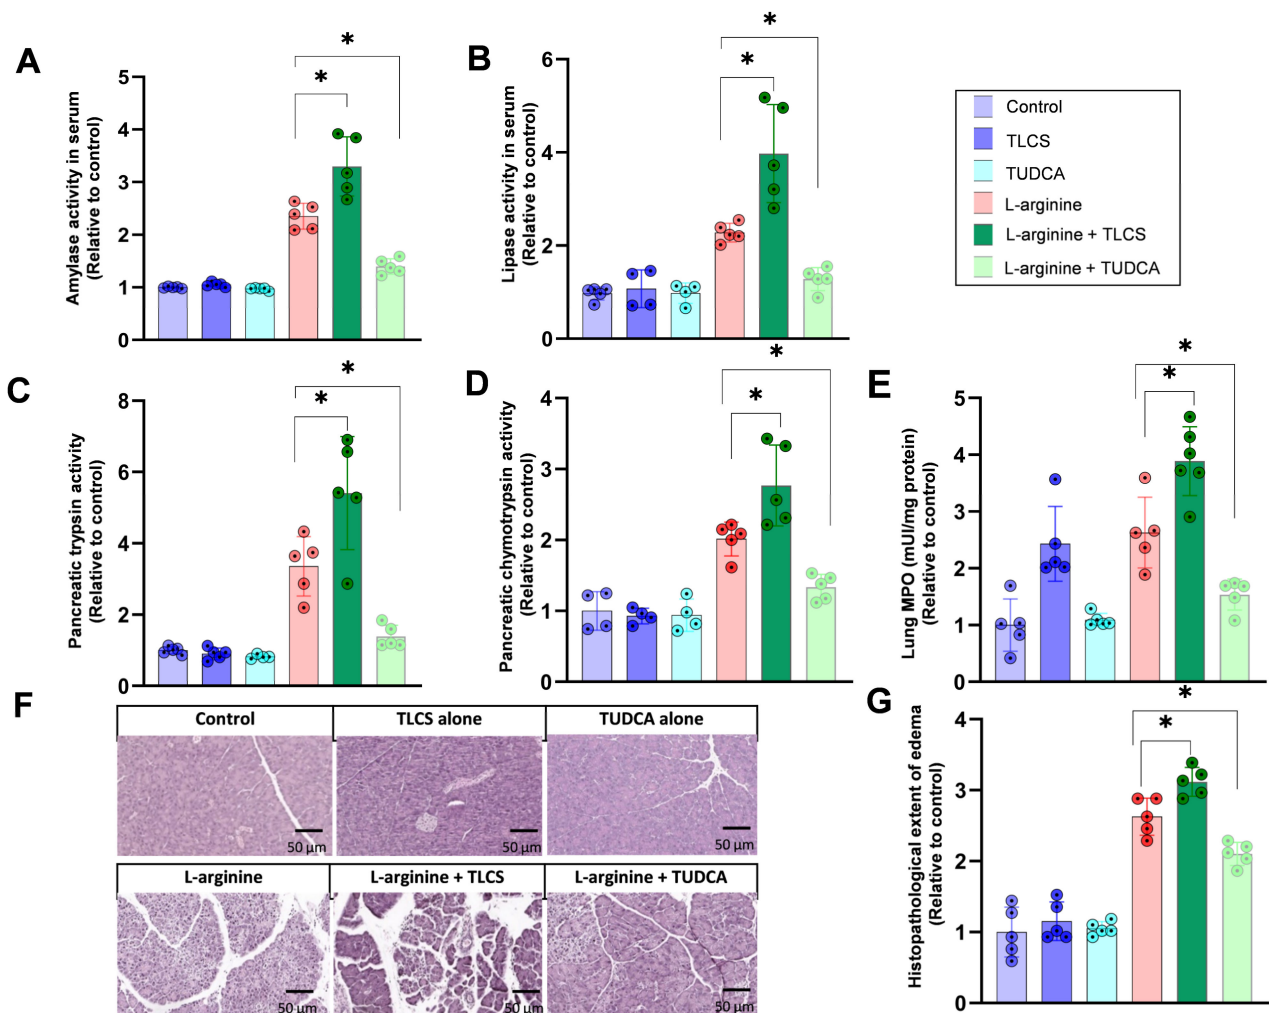 A
Amylase activity in serum
(Relative to control)
5
4
3
2
1
0
*
*
B
Lipase activity in serum
(Relative to control)
6
4
2
0
*
*
Control
TLCS
TUDCA
L-arginine
L-arginine + TLCS
L-arginine + TUDCA
C
Pancreatic trypsin activity
(Relative to control)
8
6
4
2
0
*
*
D
Pancreatic chymotrypsin activity
(Relative to control)
4
3
2
1
0
*
*
E
Lung MPO (mUI/mg protein)
(Relative to control)
5
4
3
2
1
0
*
*
F
Control
TLCS alone
TUDCA alone
50 µm
50 µm
50 µm
L-arginine
L-arginine + TLCS
L-arginine + TUDCA
50 µm
50 µm
50 µm
G
Histopathological extent of edema
(Relative to control)
4
3
2
1
0
*
*